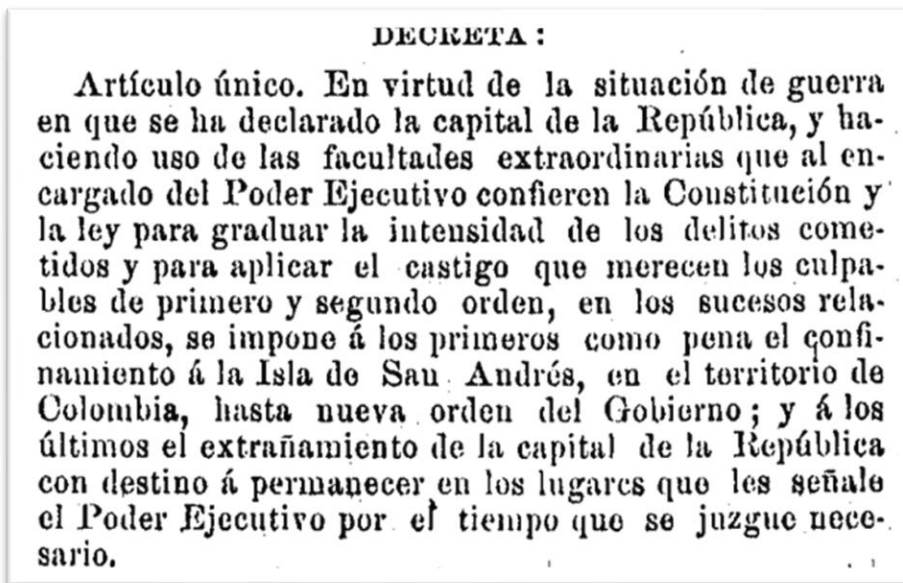 DECRETA:
Artículo único. En virtud de la situación de guerra
en que se ha declarado la capital de la República, y ha-
ciendo uso de las facultades extraordinarias que al en-
cargado del Poder Ejecutivo confieren la Constitución y
la ley para graduar la intensidad de los delitos come-
tidos y para aplicar el castigo que merecen los culpa-
bles de primero y segundo orden, en los sucesos rela-
cionados, se impone á los primeros como pena el confi-
namiento á la Isla de San Andrés, en el territorio de
Colombia, hasta nueva orden del Gobierno; y á los
últimos el extrañamiento de la capital de la República
con destino á permanecer en los lugares que les señale
el Poder Ejecutivo por el tiempo que se juzgue nece-
sario.